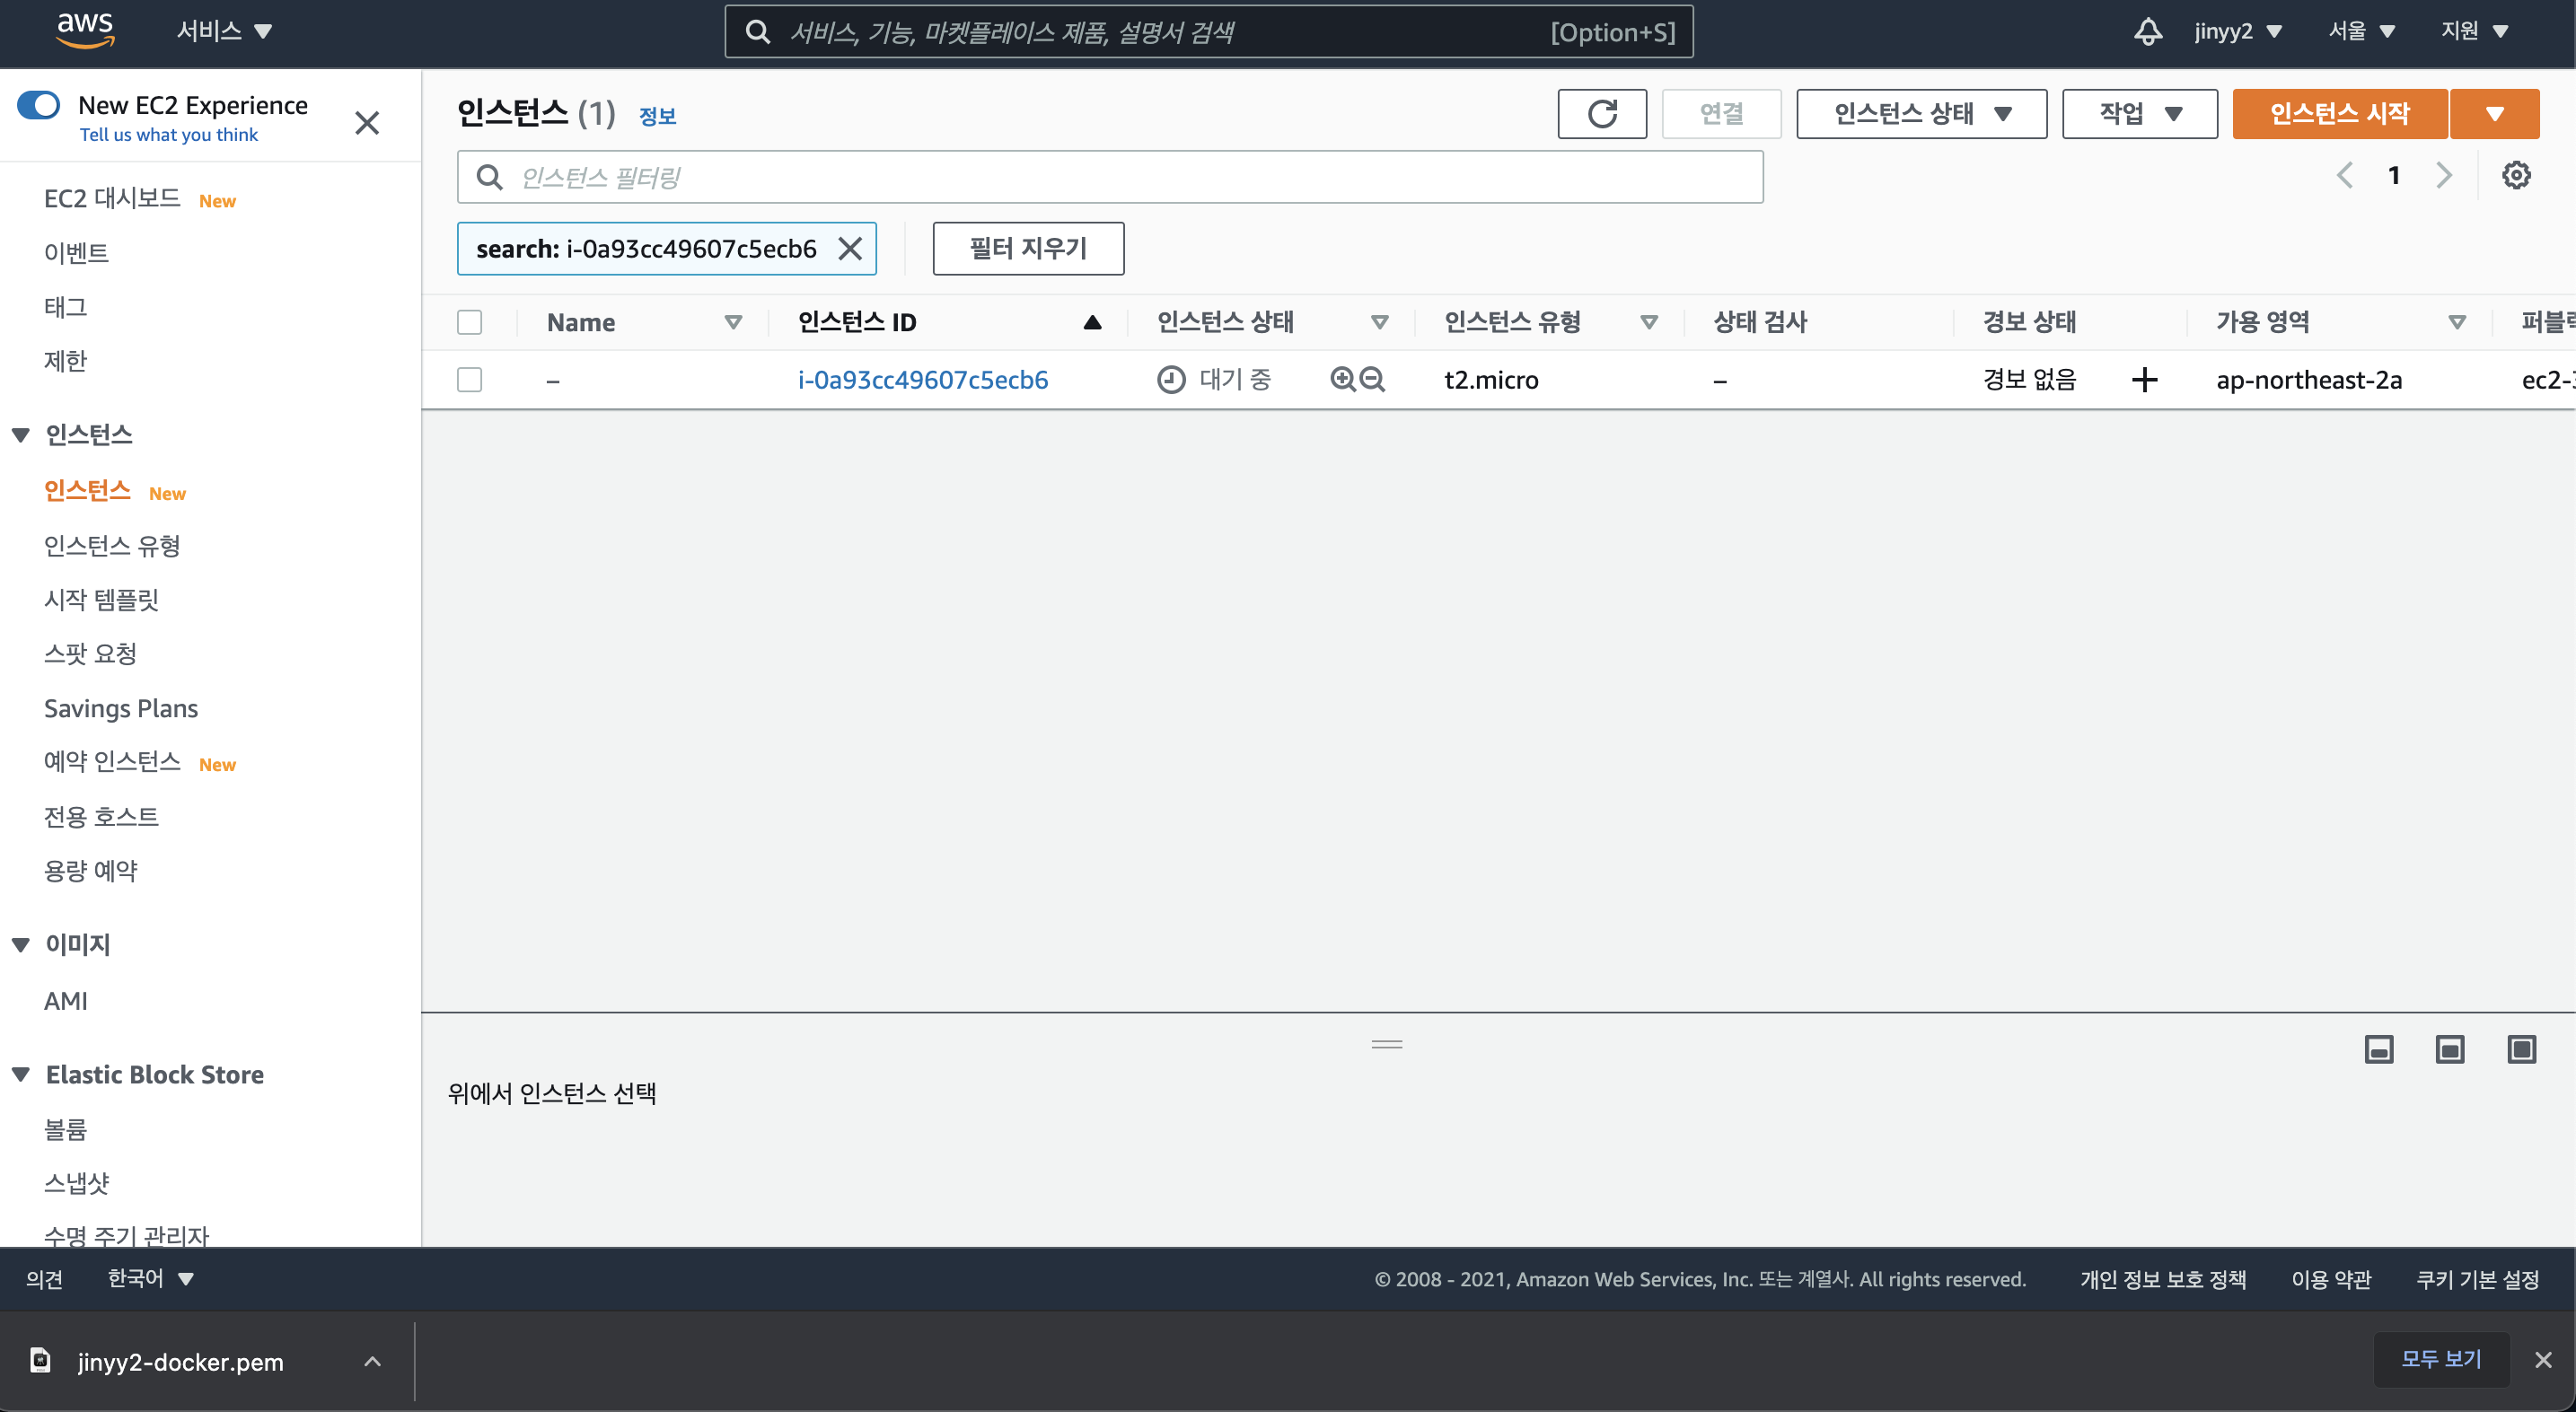 aws
서비스
서비스, 기능, 마켓플레이스 제품, 설명서 검색
[Option+S]
jinyy2
서울
지원
New EC2 Experience
Tell us what you think
EC2 대시보드 New
이벤트
태그
제한
인스턴스
인스턴스 New
인스턴스 유형
시작 템플릿
스팟 요청
Savings Plans
예약 인스턴스 New
전용 호스트
용량 예약
이미지
AMI
Elastic Block Store
볼륨
스냅샷
수명 주기 관리자
인스턴스 (1) 정보
연결
인스턴스 상태
작업
인스턴스 시작
인스턴스 필터링
1
search: i-0a93cc49607c5ecb6
필터 지우기
Name 인스턴스 ID 인스턴스 상태 인스턴스 유형 상태 검사 경보 상태 가용 영역 퍼블릭
– i-0a93cc49607c5ecb6 대기 중 t2.micro – 경보 없음 ap-northeast-2a ec2-3
위에서 인스턴스 선택
의견
한국어
© 2008 - 2021, Amazon Web Services, Inc. 또는 계열사. All rights reserved.
개인 정보 보호 정책
이용 약관
쿠키 기본 설정
jinyy2-docker.pem
모두 보기